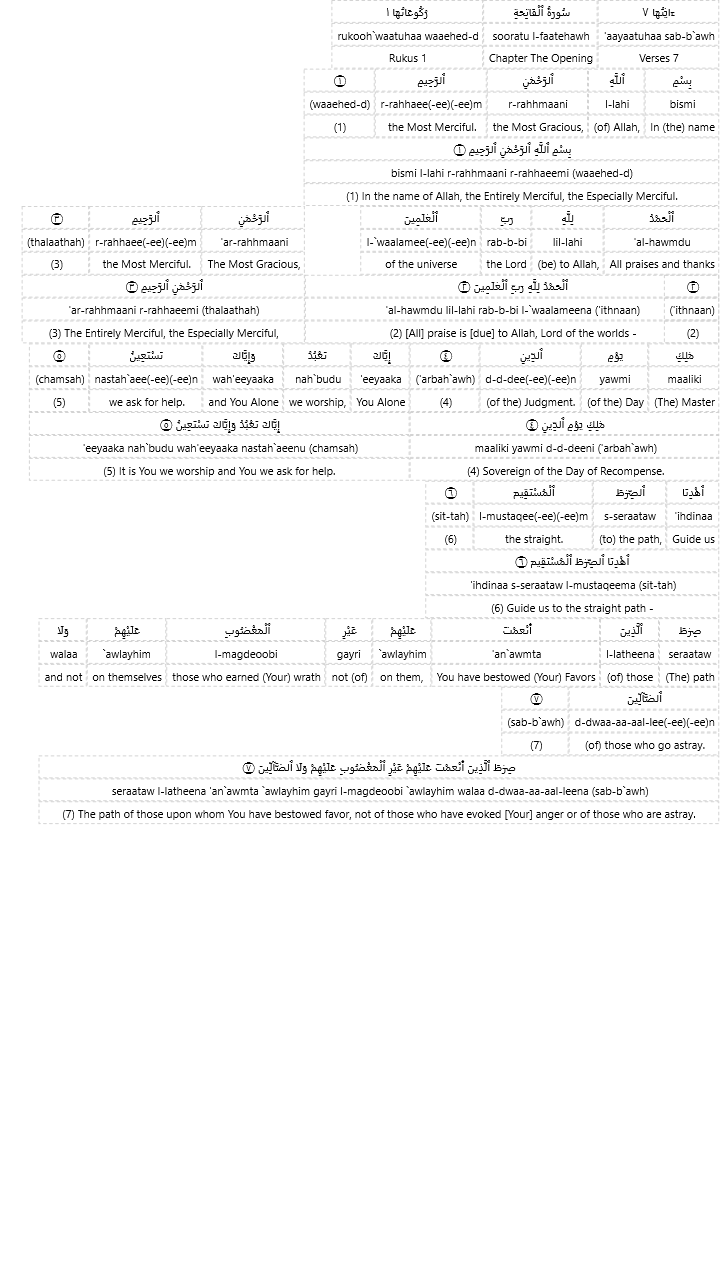 ءَايَتُهَا ٧ سُورَةُ ٱلْفَاتِحَةِ رُكُوعَاتُهَا ١
'aayaatuhaa sab-b`awh sooratu l-faatehawh rukooh`waatuhaa waaehed-d
Verses 7 Chapter The Opening Rukus 1
بِسْمِ ٱللَّهِ ٱلرَّحْمَٰنِ ٱلرَّحِيمِ ١
bismi l-lahi r-rahhmaani r-rahhaee(-ee)(-ee)m (waaehed-d)
In (the) name (of) Allah, the Most Gracious, the Most Merciful. (1)
بِسْمِ ٱللَّهِ ٱلرَّحْمَٰنِ ٱلرَّحِيمِ ١
bismi l-lahi r-rahhmaani r-rahhaeemi (waaehed-d)
(1) In the name of Allah, the Entirely Merciful, the Especially Merciful.
ٱلْحَمْدُ لِلَّهِ رَبِّ ٱلْعَٰلَمِينَ ٱلرَّحْمَٰنِ ٱلرَّحِيمِ ٣
'al-hawmdu lil-lahi rab-b-bi l-`waalamee(-ee)(-ee)n 'ar-rahhmaani r-rahhaee(-ee)(-ee)m (thalaathah)
All praises and thanks (be) to Allah, the Lord of the universe The Most Gracious, the Most Merciful. (3)
٢ ٱلْحَمْدُ لِلَّهِ رَبِّ ٱلْعَٰلَمِينَ ٢ ٱلرَّحْمَٰنِ ٱلرَّحِيمِ ٣
('ithnaan) 'al-hawmdu lil-lahi rab-b-bi l-`waalameena ('ithnaan) 'ar-rahhmaani r-rahhaeemi (thalaathah)
(2) (2) [All] praise is [due] to Allah, Lord of the worlds - (3) The Entirely Merciful, the Especially Merciful,
مَٰلِكِ يَوْمِ ٱلدِّينِ ٤ إِيَّاكَ نَعْبُدُ وَإِيَّاكَ نَسْتَعِينُ ٥
maaliki yawmi d-d-dee(-ee)(-ee)n ('arbah`awh) 'eeyaaka nah`budu wah'eeyaaka nastah`aee(-ee)(-ee)n (chamsah)
(The) Master (of the) Day (of the) Judgment. (4) You Alone we worship, and You Alone we ask for help. (5)
مَٰلِكِ يَوْمِ ٱلدِّينِ ٤ إِيَّاكَ نَعْبُدُ وَإِيَّاكَ نَسْتَعِينُ ٥
maaliki yawmi d-d-deeni ('arbah`awh) 'eeyaaka nah`budu wah'eeyaaka nastah`aeenu (chamsah)
(4) Sovereign of the Day of Recompense. (5) It is You we worship and You we ask for help.
ٱهْدِنَا ٱلصِّرَٰطَ ٱلْمُسْتَقِيمَ ٦
'ihdinaa s-seraataw l-mustaqee(-ee)(-ee)m (sit-tah)
Guide us (to) the path, the straight. (6)
ٱهْدِنَا ٱلصِّرَٰطَ ٱلْمُسْتَقِيمَ ٦
'ihdinaa s-seraataw l-mustaqeema (sit-tah)
(6) Guide us to the straight path -
صِرَٰطَ ٱلَّذِينَ أَنْعَمْتَ عَلَيْهِمْ غَيْرِ ٱلْمَغْضُوبِ عَلَيْهِمْ وَلَا
seraataw l-latheena 'an`awmta `awlayhim gayri l-magdeoobi `awlayhim walaa
(The) path (of) those You have bestowed (Your) Favors on them, not (of) those who earned (Your) wrath on themselves and not
ٱلضَّآلِّينَ ٧
d-dwaa-aa-aal-lee(-ee)(-ee)n (sab-b`awh)
(of) those who go astray. (7)
صِرَٰطَ ٱلَّذِينَ أَنْعَمْتَ عَلَيْهِمْ غَيْرِ ٱلْمَغْضُوبِ عَلَيْهِمْ وَلَا ٱلضَّآلِّينَ ٧
seraataw l-latheena 'an`awmta `awlayhim gayri l-magdeoobi `awlayhim walaa d-dwaa-aa-aal-leena (sab-b`awh)
(7) The path of those upon whom You have bestowed favor, not of those who have evoked [Your] anger or of those who are astray.